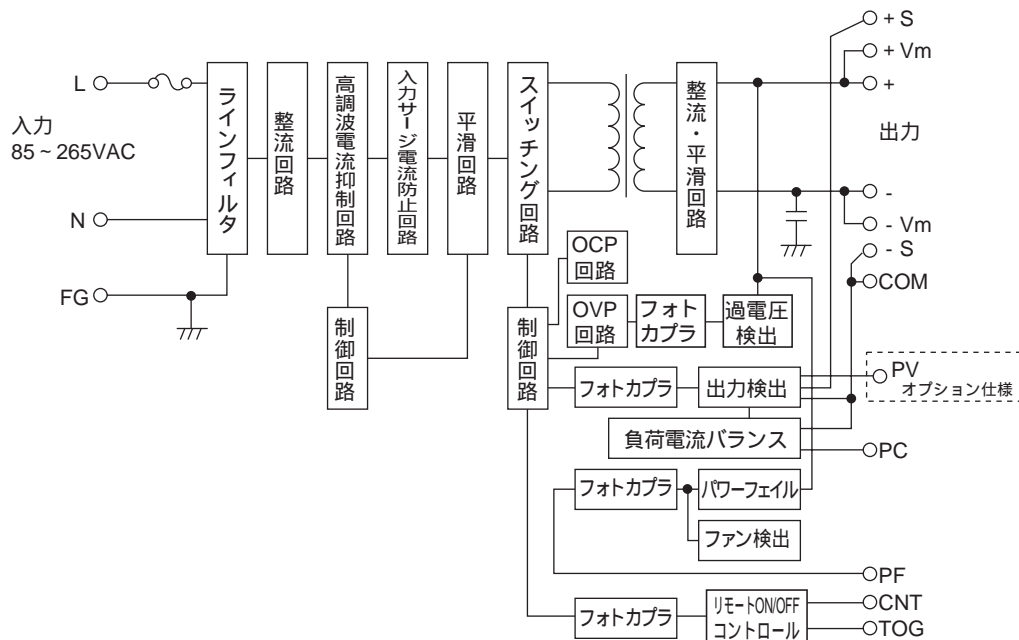 L
入力
85~265VAC
N
FG
ラインフィルタ
整流回路
高調波電流抑制回路
入力サージ電流防止回路
平滑回路
スイッチング回路
整流・平滑回路
+S
+Vm
+
出力
-
-Vm
-S
COM
制御回路
制御回路
OCP
回路
OVP
回路
フォト
カプラ
過電圧
検出
フォトカプラ
出力検出
PV
オプション仕様
負荷電流バランス
PC
フォトカプラ
パワーフェイル
ファン検出
PF
フォトカプラ
リモートON/OFF
コントロール
CNT
TOG